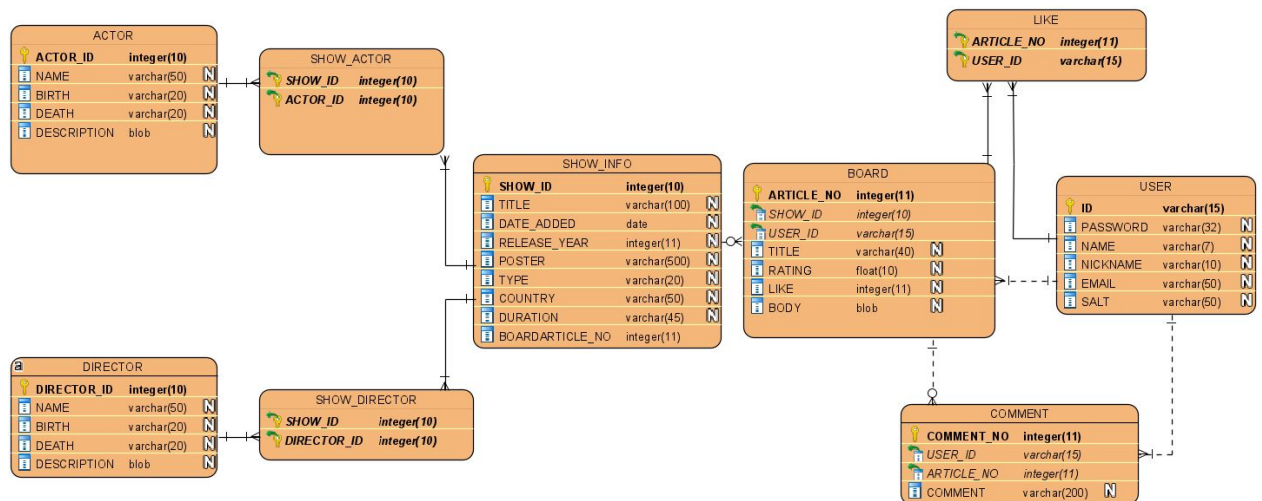 ACTOR
ACTOR_ID integer(10)
NAME varchar(50) N
BIRTH varchar(20) N
DEATH varchar(20) N
DESCRIPTION blob N
SHOW_ACTOR
SHOW_ID integer(10)
ACTOR_ID integer(10)
LIKE
ARTICLE_NO integer(11)
USER_ID varchar(15)
SHOW_INFO
SHOW_ID integer(10)
TITLE varchar(100) N
DATE_ADDED date N
RELEASE_YEAR integer(11) N
POSTER varchar(500) N
TYPE varchar(20) N
COUNTRY varchar(50) N
DURATION varchar(45) N
BOARDARTICLE_NO integer(11)
BOARD
ARTICLE_NO integer(11)
SHOW_ID integer(10)
USER_ID varchar(15)
TITLE varchar(40) N
RATING float(10) N
LIKE integer(11) N
BODY blob N
USER
ID varchar(15)
PASSWORD varchar(32) N
NAME varchar(7) N
NICKNAME varchar(10) N
EMAIL varchar(50) N
SALT varchar(50) N
a
DIRECTOR
DIRECTOR_ID integer(10)
NAME varchar(50) N
BIRTH varchar(20) N
DEATH varchar(20) N
DESCRIPTION blob N
SHOW_DIRECTOR
SHOW_ID integer(10)
DIRECTOR_ID integer(10)
COMMENT
COMMENT_NO integer(11)
USER_ID varchar(15)
ARTICLE_NO integer(11)
COMMENT varchar(200) N